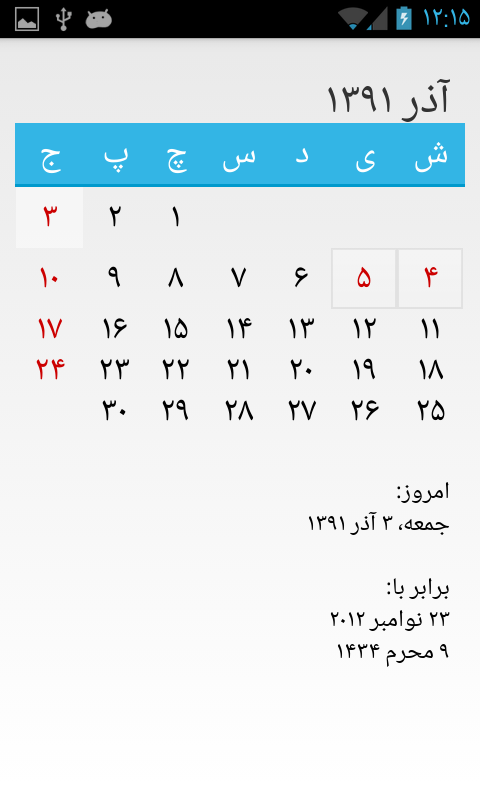 ۱۲:۱۵
آذر ۱۳۹۱
ش ی د س چ پ ج
۱ ۲ ۳
۴ ۵ ۶ ۷ ۸ ۹ ۱۰
۱۱ ۱۲ ۱۳ ۱۴ ۱۵ ۱۶ ۱۷
۱۸ ۱۹ ۲۰ ۲۱ ۲۲ ۲۳ ۲۴
۲۵ ۲۶ ۲۷ ۲۸ ۲۹ ۳۰
امروز:
جمعه، ۳ آذر ۱۳۹۱
برابر با:
۲۳ نوامبر ۲۰۱۲
۹ محرم ۱۴۳۴